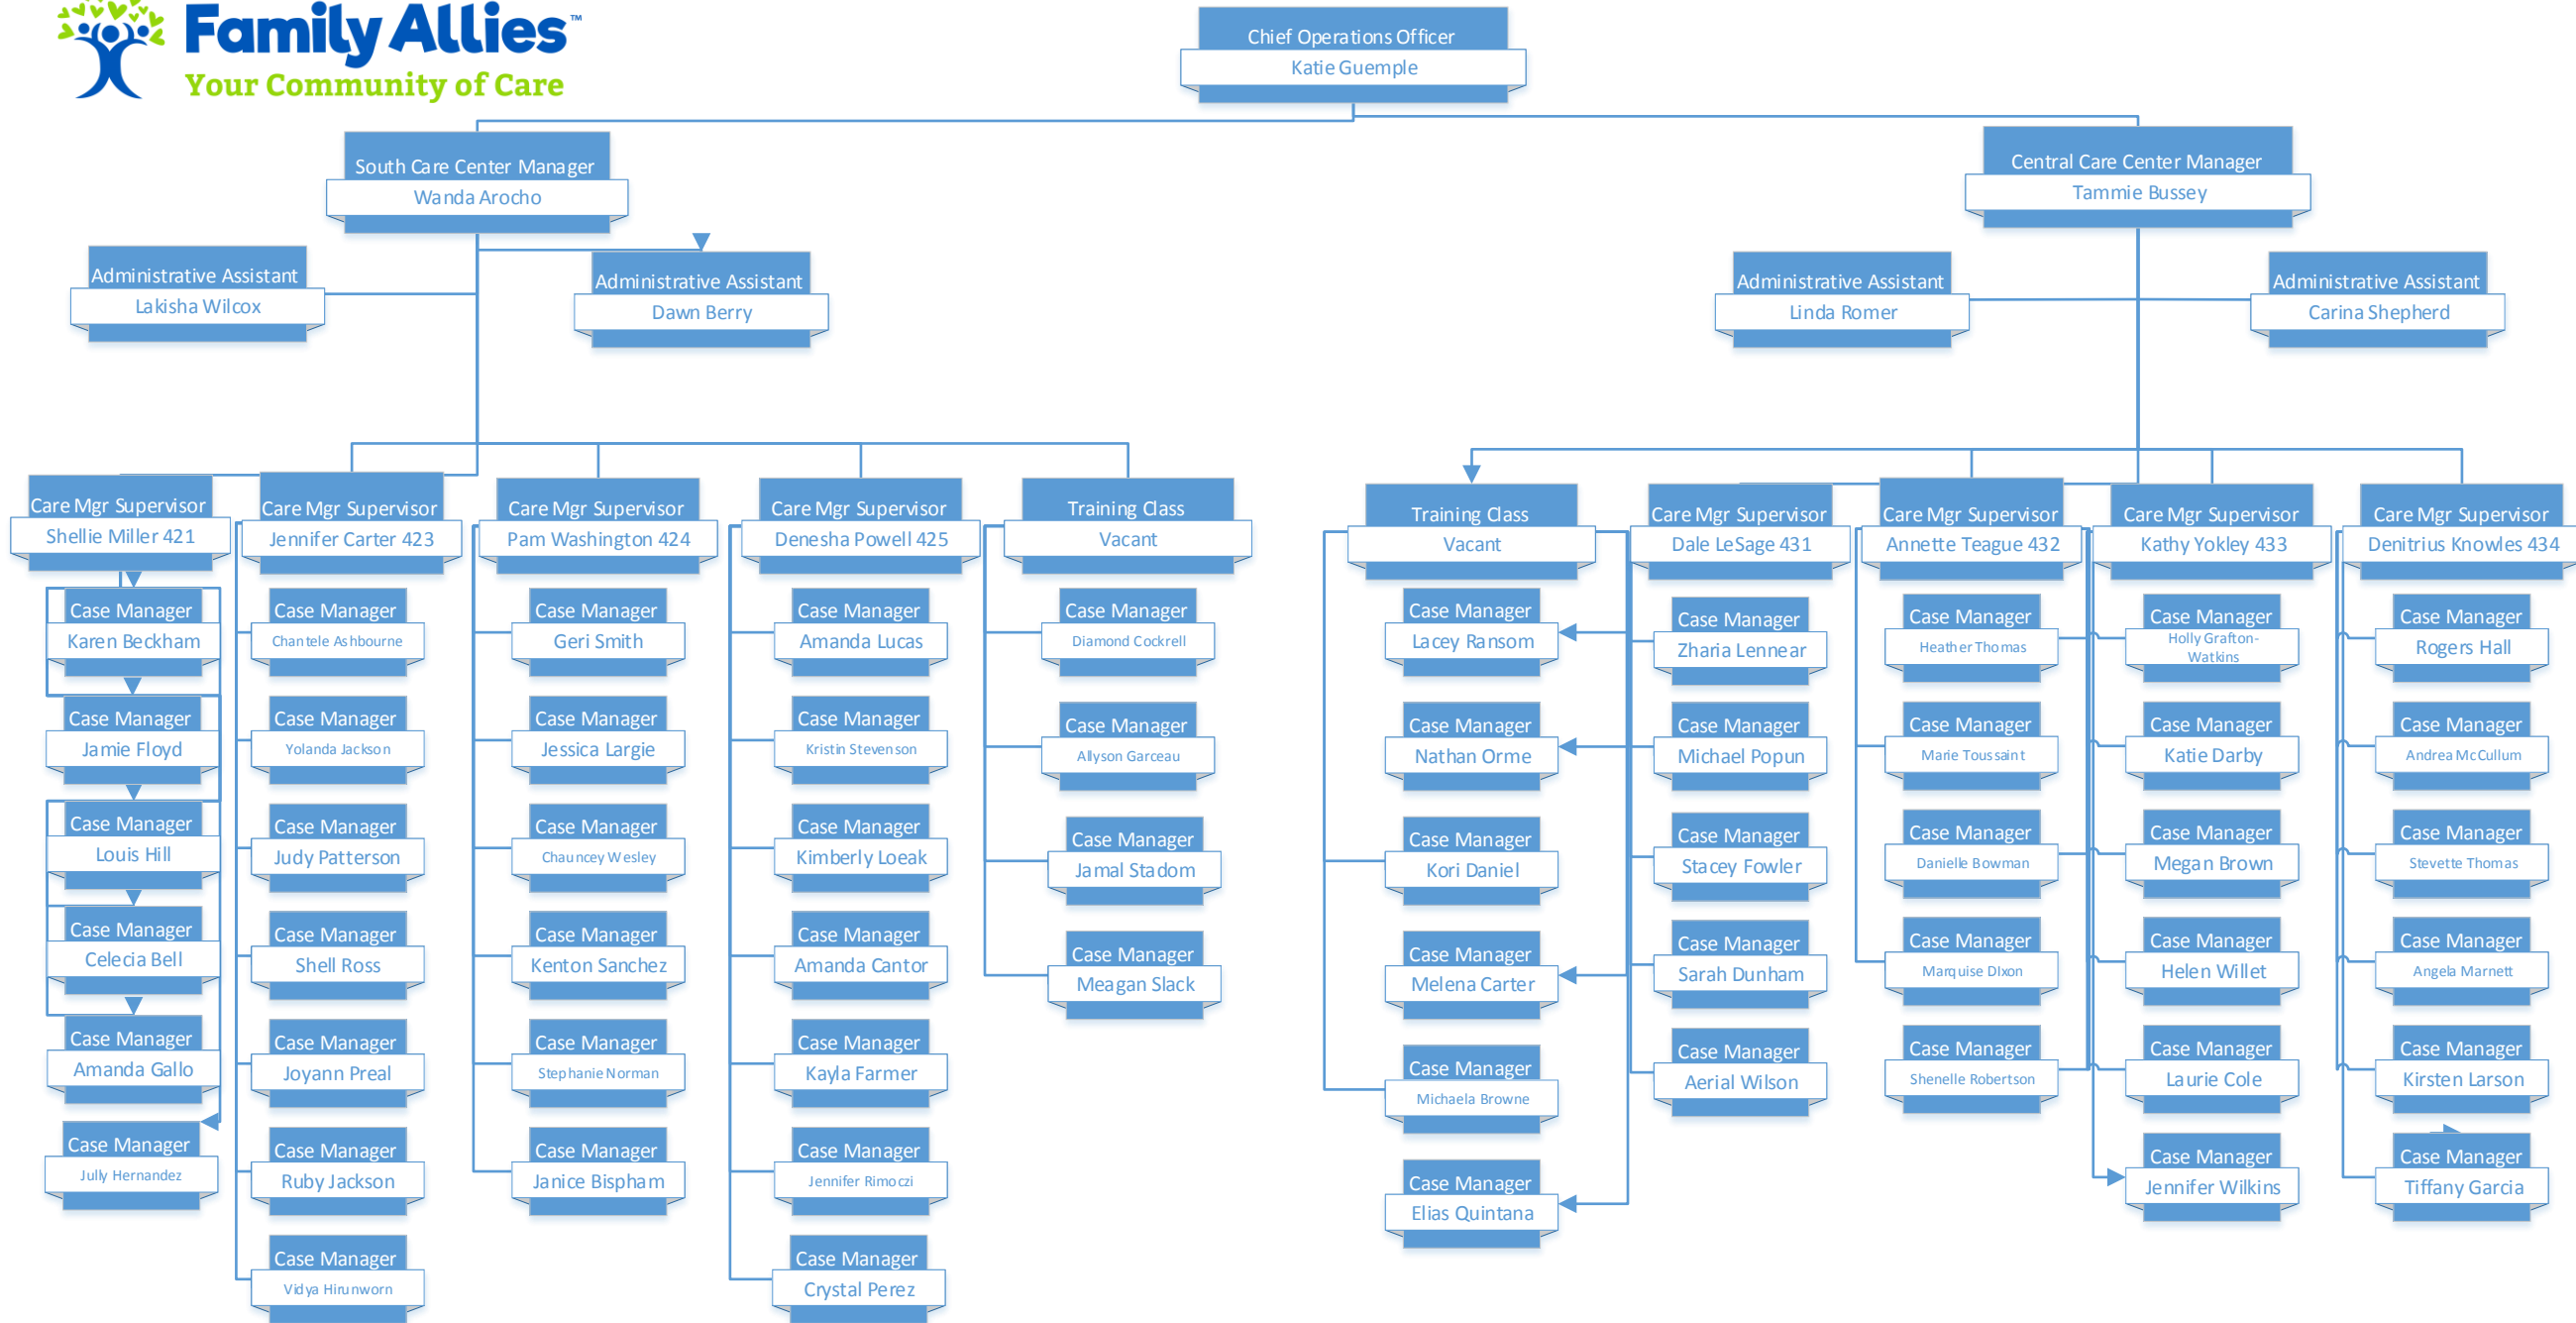 Family Allies™
Your Community of Care
Chief Operations Officer
Katie Guemple
South Care Center Manager
Wanda Arocho
Central Care Center Manager
Tammie Bussey
Administrative Assistant
Lakisha Wilcox
Administrative Assistant
Dawn Berry
Administrative Assistant
Linda Romer
Administrative Assistant
Carina Shepherd
Care Mgr Supervisor
Shellie Miller 421
Case Manager
Karen Beckham
Case Manager
Jamie Floyd
Case Manager
Louis Hill
Case Manager
Celecia Bell
Case Manager
Amanda Gallo
Case Manager
Jully Hernandez
Care Mgr Supervisor
Jennifer Carter 423
Case Manager
Chantele Ashbourne
Case Manager
Yolanda Jackson
Case Manager
Judy Patterson
Case Manager
Shell Ross
Case Manager
Joyann Preal
Case Manager
Ruby Jackson
Case Manager
Vidya Hirunworn
Care Mgr Supervisor
Pam Washington 424
Case Manager
Geri Smith
Case Manager
Jessica Largie
Case Manager
Chauncey Wesley
Case Manager
Kenton Sanchez
Case Manager
Stephanie Norman
Case Manager
Janice Bispham
Care Mgr Supervisor
Denesha Powell 425
Case Manager
Amanda Lucas
Case Manager
Kristin Stevenson
Case Manager
Kimberly Loeak
Case Manager
Amanda Cantor
Case Manager
Kayla Farmer
Case Manager
Jennifer Rimoczi
Case Manager
Crystal Perez
Training Class
Vacant
Case Manager
Diamond Cockrell
Case Manager
Allyson Garceau
Case Manager
Jamal Stadom
Case Manager
Meagan Slack
Training Class
Vacant
Case Manager
Lacey Ransom
Case Manager
Nathan Orme
Case Manager
Kori Daniel
Case Manager
Melena Carter
Case Manager
Michaela Browne
Case Manager
Elias Quintana
Care Mgr Supervisor
Dale LeSage 431
Case Manager
Zharia Lennear
Case Manager
Michael Popun
Case Manager
Stacey Fowler
Case Manager
Sarah Dunham
Case Manager
Aerial Wilson
Care Mgr Supervisor
Annette Teague 432
Case Manager
Heather Thomas
Case Manager
Marie Toussaint
Case Manager
Danielle Bowman
Case Manager
Marquise DIxon
Case Manager
Shenelle Robertson
Care Mgr Supervisor
Kathy Yokley 433
Case Manager
Holly Grafton-
Watkins
Case Manager
Katie Darby
Case Manager
Megan Brown
Case Manager
Helen Willet
Case Manager
Laurie Cole
Case Manager
Jennifer Wilkins
Care Mgr Supervisor
Denitrius Knowles 434
Case Manager
Rogers Hall
Case Manager
Andrea McCullum
Case Manager
Stevette Thomas
Case Manager
Angela Marnett
Case Manager
Kirsten Larson
Case Manager
Tiffany Garcia